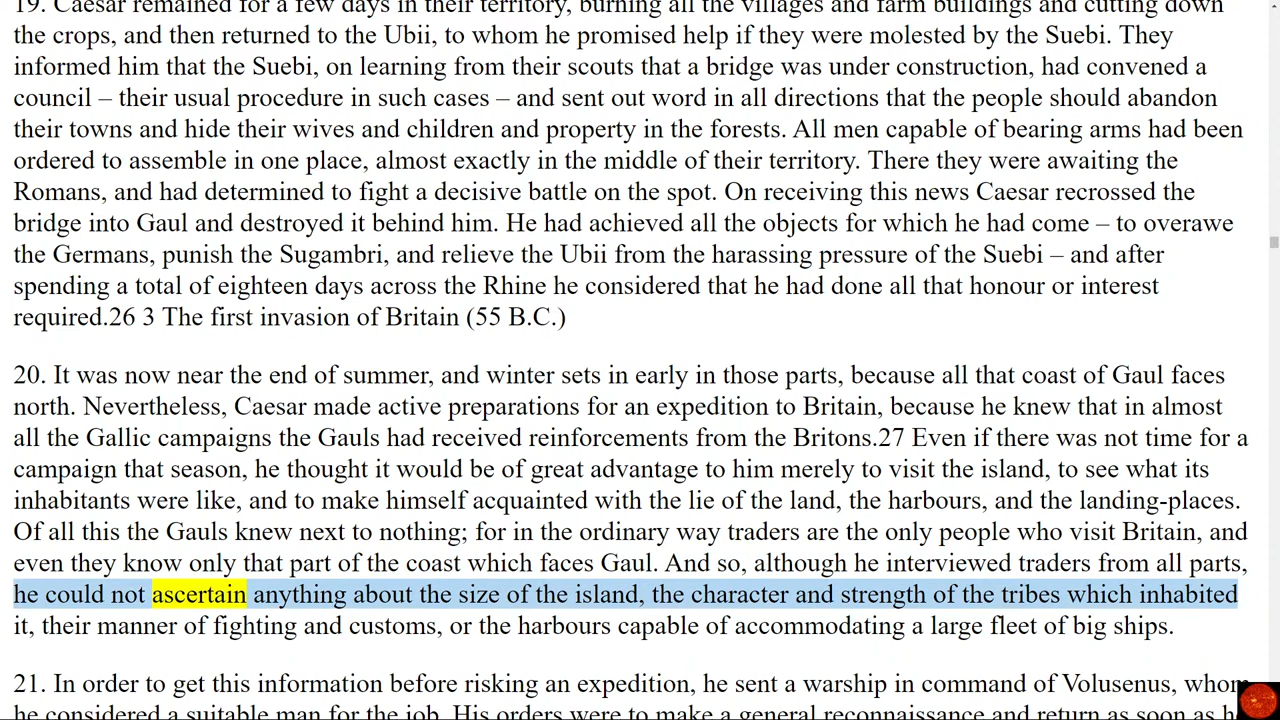 19. Caesar remained for a few days in their territory, burning all the villages and farm buildings and cutting down
the crops, and then returned to the Ubii, to whom he promised help if they were molested by the Suebi. They
informed him that the Suebi, on learning from their scouts that a bridge was under construction, had convened a
council – their usual procedure in such cases – and sent out word in all directions that the people should abandon
their towns and hide their wives and children and property in the forests. All men capable of bearing arms had been
ordered to assemble in one place, almost exactly in the middle of their territory. There they were awaiting the
Romans, and had determined to fight a decisive battle on the spot. On receiving this news Caesar recrossed the
bridge into Gaul and destroyed it behind him. He had achieved all the objects for which he had come – to overawe
the Germans, punish the Sugambri, and relieve the Ubii from the harassing pressure of the Suebi – and after
spending a total of eighteen days across the Rhine he considered that he had done all that honour or interest
required.26 3 The first invasion of Britain (55 B.C.)
20. It was now near the end of summer, and winter sets in early in those parts, because all that coast of Gaul faces
north. Nevertheless, Caesar made active preparations for an expedition to Britain, because he knew that in almost
all the Gallic campaigns the Gauls had received reinforcements from the Britons.27 Even if there was not time for a
campaign that season, he thought it would be of great advantage to him merely to visit the island, to see what its
inhabitants were like, and to make himself acquainted with the lie of the land, the harbours, and the landing-places.
Of all this the Gauls knew next to nothing; for in the ordinary way traders are the only people who visit Britain, and
even they know only that part of the coast which faces Gaul. And so, although he interviewed traders from all parts,
he could not ascertain anything about the size of the island, the character and strength of the tribes which inhabited
it, their manner of fighting and customs, or the harbours capable of accommodating a large fleet of big ships.
21. In order to get this information before risking an expedition, he sent a warship in command of Volusenus, whom
he considered a suitable man for the job. His orders were to make a general reconnaissance and return as soon as